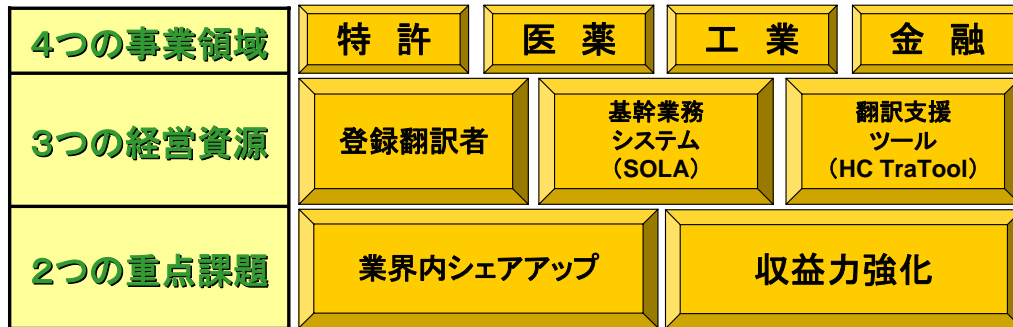 4つの事業領域
特 許
医 薬
工 業
金 融
3つの経営資源
登録翻訳者
基幹業務
システム
（SOLA）
翻訳支援
ツール
（HC TraTool）
2つの重点課題
業界内シェアアップ
収益力強化